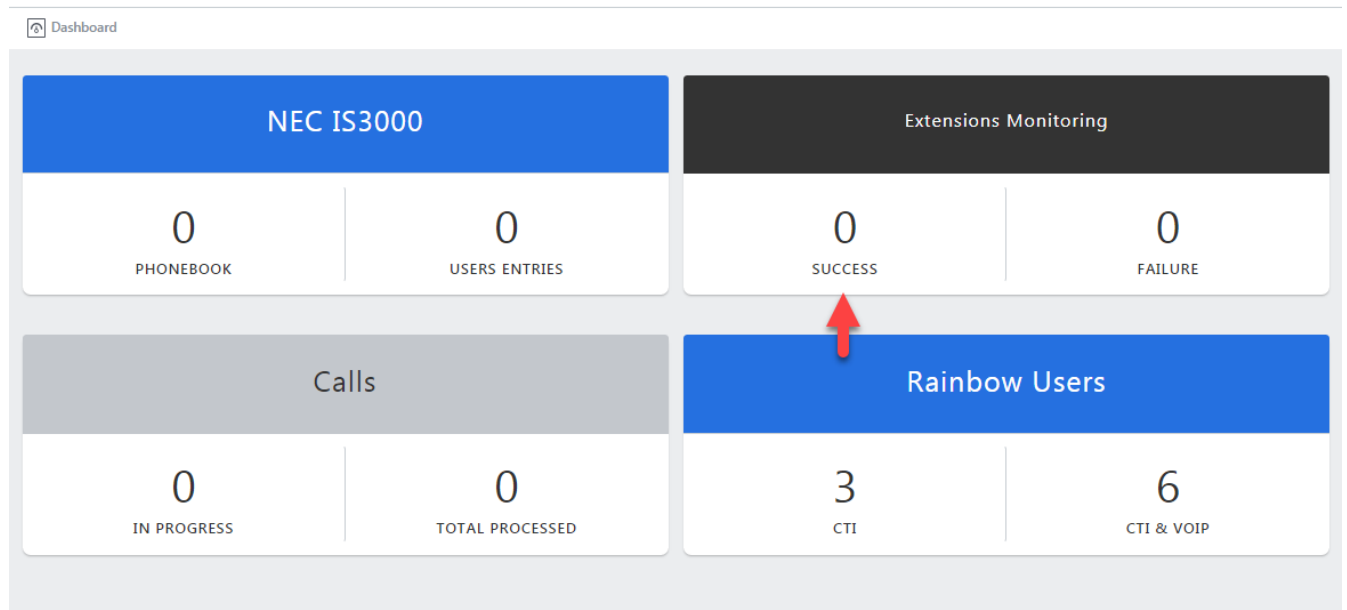 Dashboard
NEC IS3000
0
PHONEBOOK
0
USERS ENTRIES
Extensions Monitoring
0
SUCCESS
0
FAILURE
Calls
0
IN PROGRESS
0
TOTAL PROCESSED
Rainbow Users
3
CTI
6
CTI & VOIP